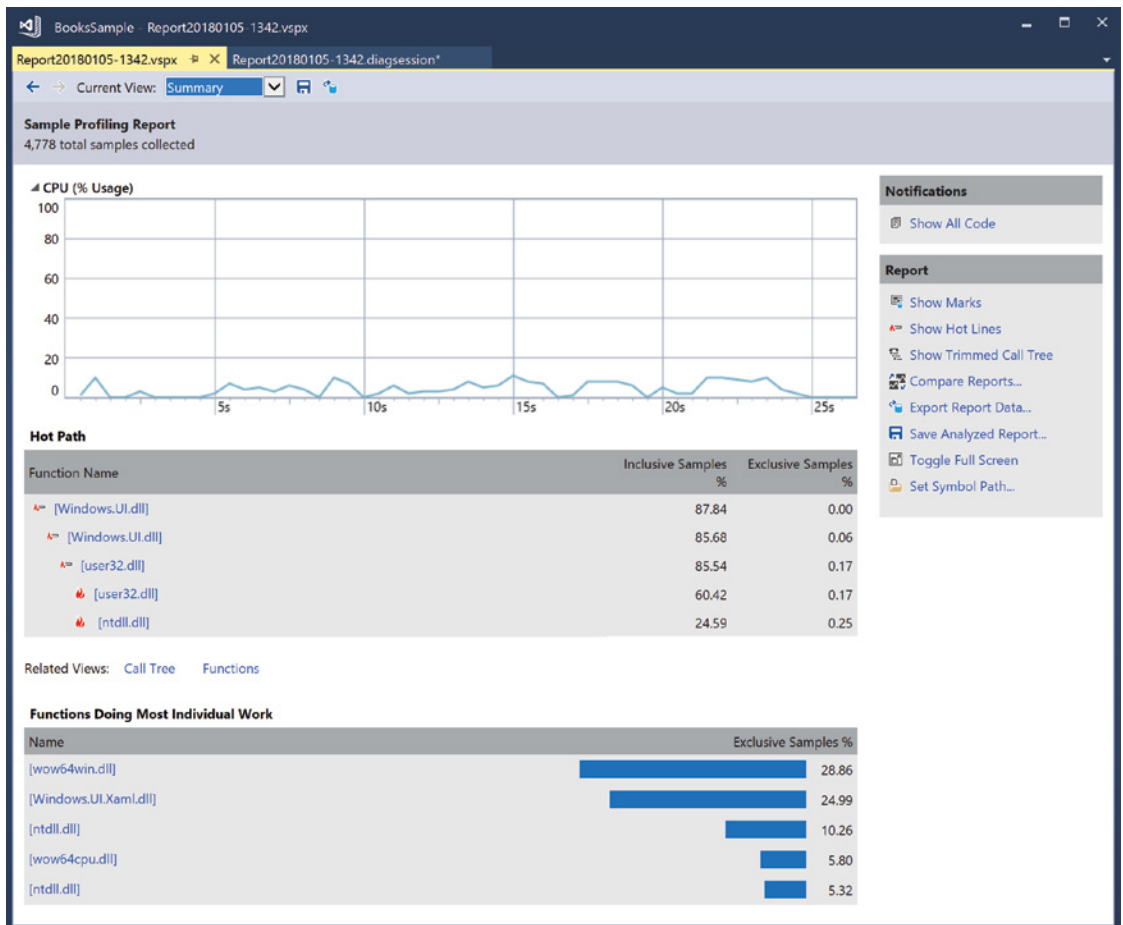 BooksSample - Report20180105-1342.vspx
Report20180105-1342.vspx Report20180105-1342.diagsession*
Current View: Summary
Sample Profiling Report
4,778 total samples collected
CPU (% Usage)
100
80
60
40
20
0
5s 10s 15s 20s 25s
Hot Path
Function Name Inclusive Samples % Exclusive Samples %
[Windows.UI.dll] 87.84 0.00
[Windows.UI.dll] 85.68 0.06
[user32.dll] 85.54 0.17
[user32.dll] 60.42 0.17
[ntdll.dll] 24.59 0.25
Related Views: Call Tree Functions
Functions Doing Most Individual Work
Name Exclusive Samples %
[wow64win.dll] 28.86
[Windows.UI.Xaml.dll] 24.99
[ntdll.dll] 10.26
[wow64cpu.dll] 5.80
[ntdll.dll] 5.32
Notifications
Show All Code
Report
Show Marks
Show Hot Lines
Show Trimmed Call Tree
Compare Reports...
Export Report Data...
Save Analyzed Report...
Toggle Full Screen
Set Symbol Path...